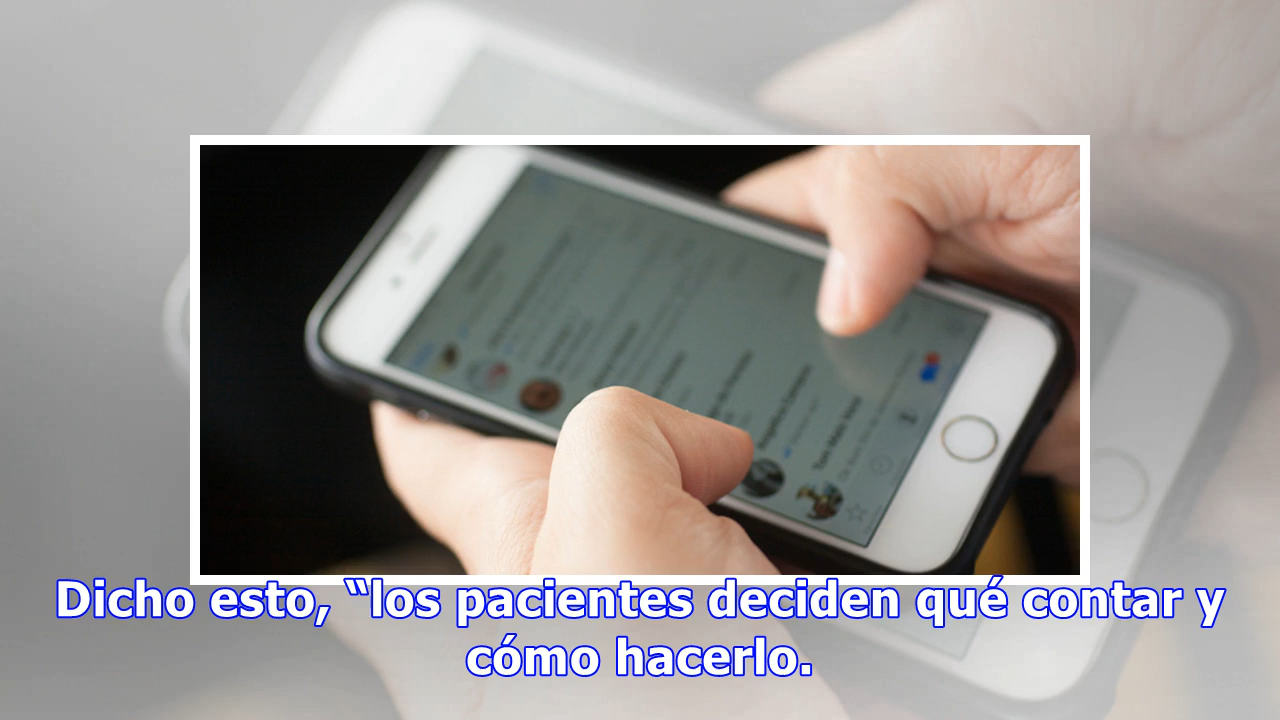 Dicho esto, “los pacientes deciden qué contar y
cómo hacerlo.